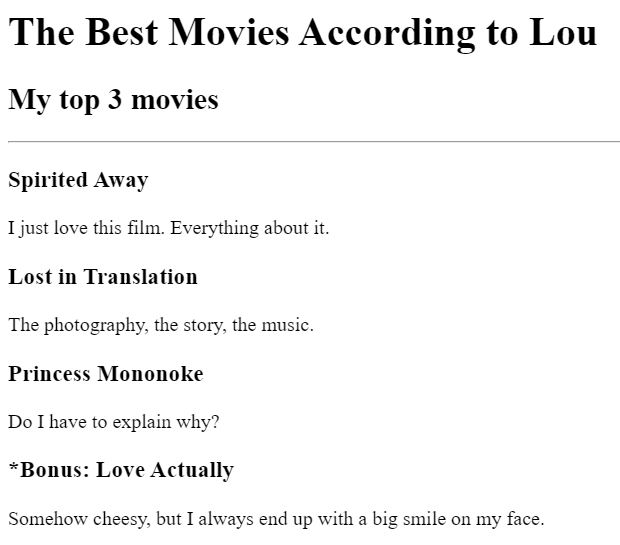 The Best Movies According to Lou
My top 3 movies
Spirited Away
I just love this film. Everything about it.
Lost in Translation
The photography, the story, the music.
Princess Mononoke
Do I have to explain why?
*Bonus: Love Actually
Somehow cheesy, but I always end up with a big smile on my face.